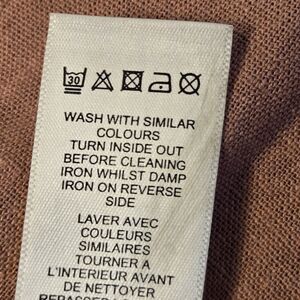 30
WASH WITH SIMILAR
COLOURS
TURN INSIDE OUT
BEFORE CLEANING
IRON WHILST DAMP
IRON ON REVERSE
SIDE
LAVER AVEC
COULEURS
SIMILAIRES
TOURNER A
L'INTERIEUR AVANT
DE NETTOYER